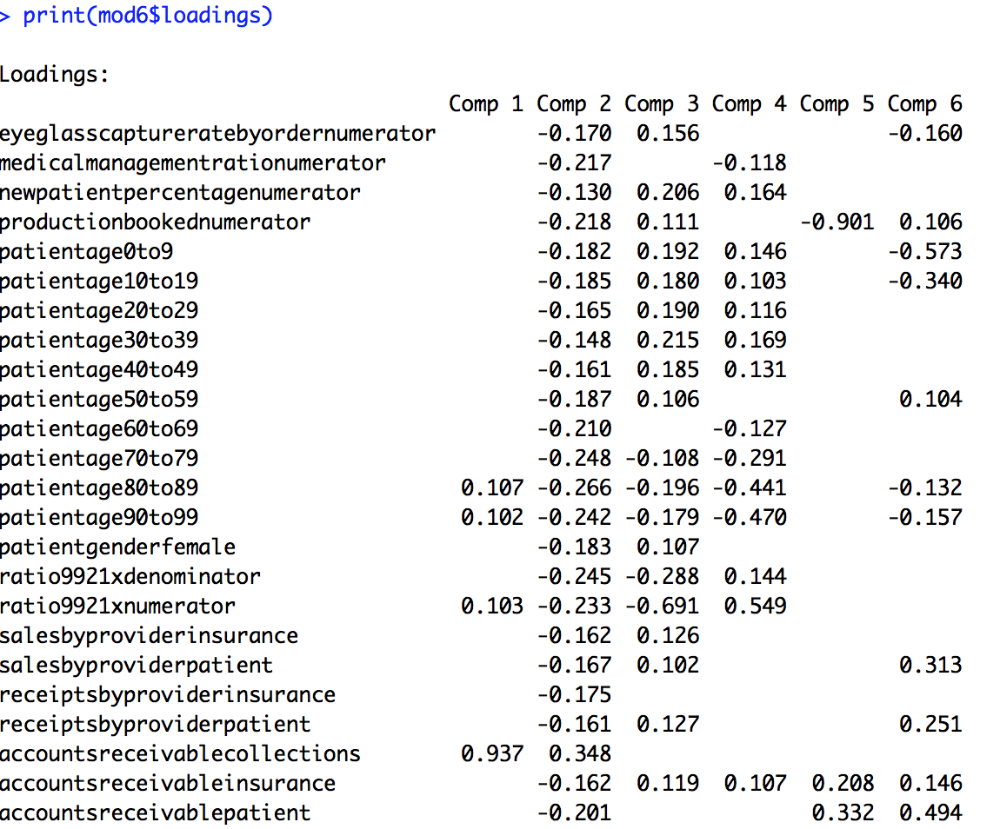 > print(mod6$loadings)
Loadings:
Comp 1 Comp 2 Comp 3 Comp 4 Comp 5 Comp 6
eyeglasscaptureratebyordernumerator -0.170 0.156 -0.160
medicalmanagementrationumerator -0.217 -0.118
newpatientpercentagenumerator -0.130 0.206 0.164
productionbookednumerator -0.218 0.111 -0.901 0.106
patientage0to9 -0.182 0.192 0.146 -0.573
patientage10to19 -0.185 0.180 0.103 -0.340
patientage20to29 -0.165 0.190 0.116
patientage30to39 -0.148 0.215 0.169
patientage40to49 -0.161 0.185 0.131
patientage50to59 -0.187 0.106 0.104
patientage60to69 -0.210 -0.127
patientage70to79 -0.248 -0.108 -0.291
patientage80to89 0.107 -0.266 -0.196 -0.441 -0.132
patientage90to99 0.102 -0.242 -0.179 -0.470 -0.157
patientgenderfemale -0.183 0.107
ratio9921xdenominator -0.245 -0.288 0.144
ratio9921xnumerator 0.103 -0.233 -0.691 0.549
salesbyproviderinsurance -0.162 0.126
salesbyproviderpatient -0.167 0.102 0.313
receiptsbyproviderinsurance -0.175
receiptsbyproviderpatient -0.161 0.127 0.251
accountsreceivablecollections 0.937 0.348
accountsreceivableinsurance -0.162 0.119 0.107 0.208 0.146
accountsreceivablepatient -0.201 0.332 0.494